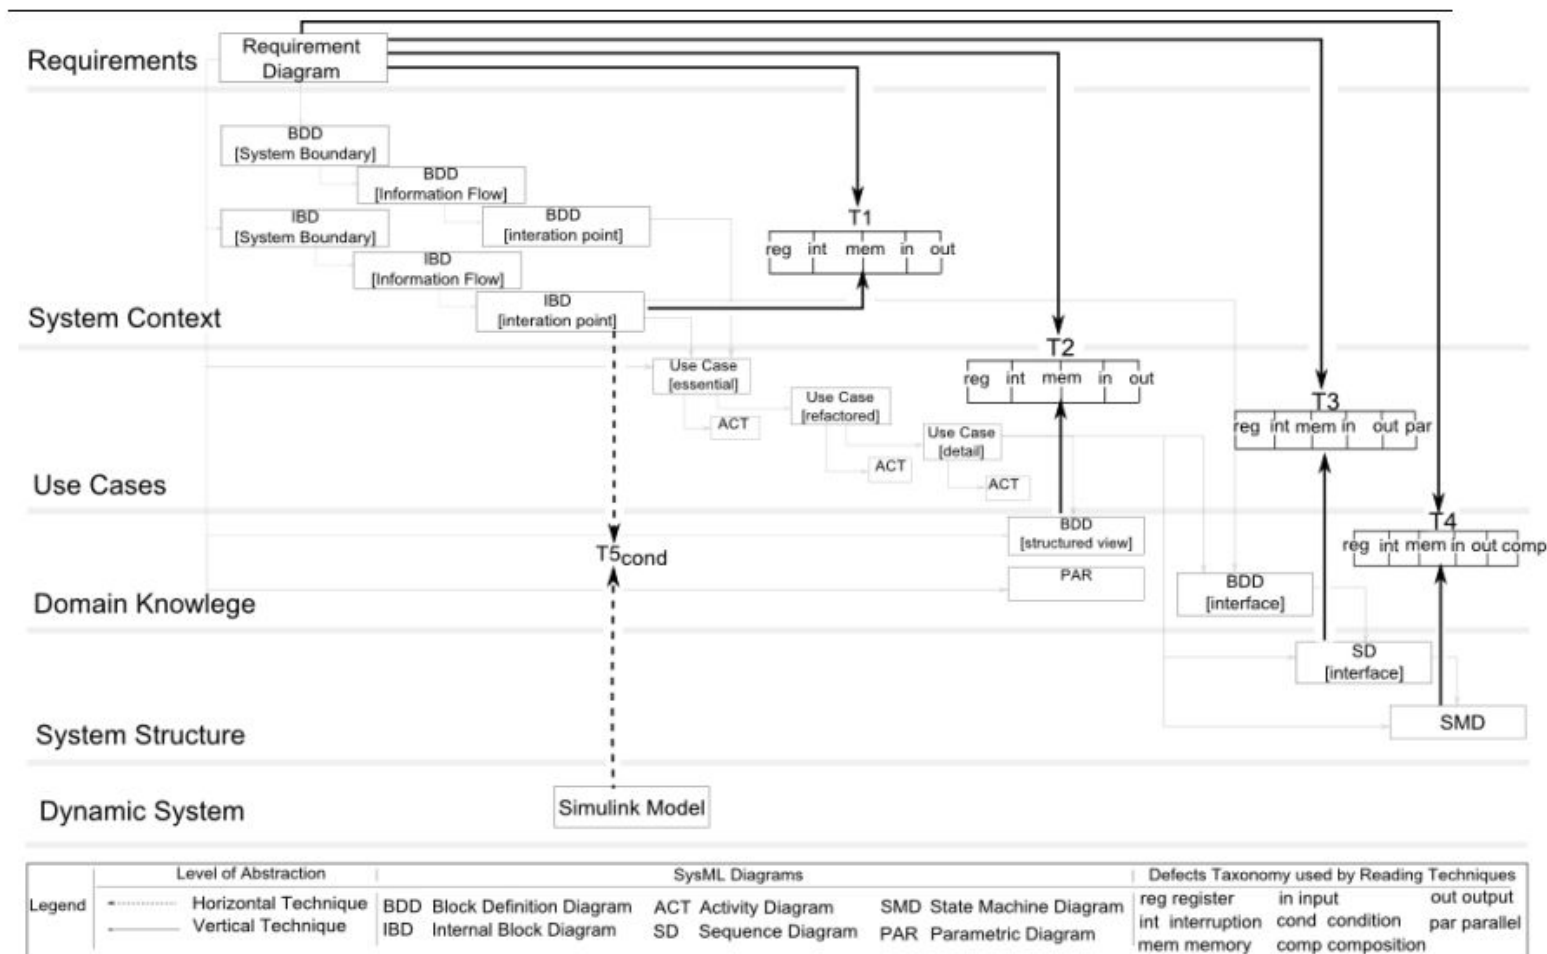 Requirements
Requirement
Diagram
BDD
[System Boundary]
BDD
[Information Flow]
IBD
[System Boundary]
BDD
[interation point]
IBD
[Information Flow]
IBD
[interation point]
T1
reg int mem in out
System Context
T2
reg int mem in out
Use Case
[essential]
ACT
Use Case
[refactored]
ACT
Use Case
[detail]
ACT
T3
reg int mem in out par
Use Cases
T4
reg int mem in out comp
BDD
[structured view]
T5cond
PAR
BDD
[interface]
Domain Knowlege
SD
[interface]
SMD
System Structure
Simulink Model
Dynamic System
Legend
Level of Abstraction
Horizontal Technique
Vertical Technique
SysML Diagrams
BDD Block Definition Diagram ACT Activity Diagram SMD State Machine Diagram
IBD Internal Block Diagram SD Sequence Diagram PAR Parametric Diagram
Defects Taxonomy used by Reading Techniques
reg register in input out output
int interruption cond condition par parallel
mem memory comp composition